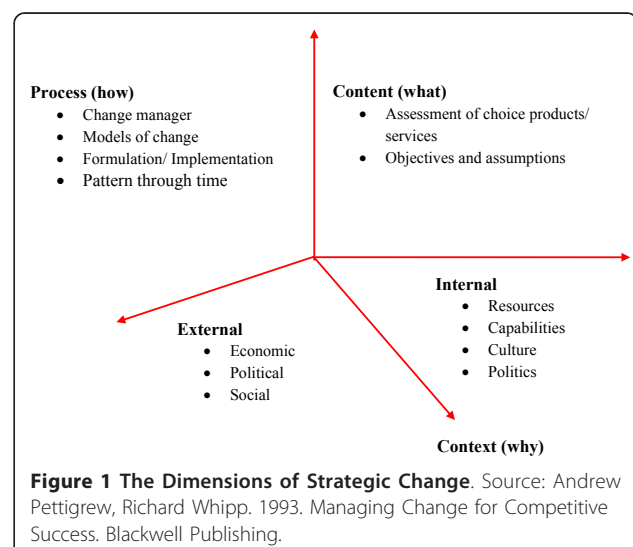 Process (how)
• Change manager
• Models of change
• Formulation/ Implementation
• Pattern through time
Content (what)
• Assessment of choice products/
services
• Objectives and assumptions
External
• Economic
• Political
• Social
Internal
• Resources
• Capabilities
• Culture
• Politics
Context (why)
Figure 1 The Dimensions of Strategic Change. Source: Andrew
Pettigrew, Richard Whipp. 1993. Managing Change for Competitive
Success. Blackwell Publishing.